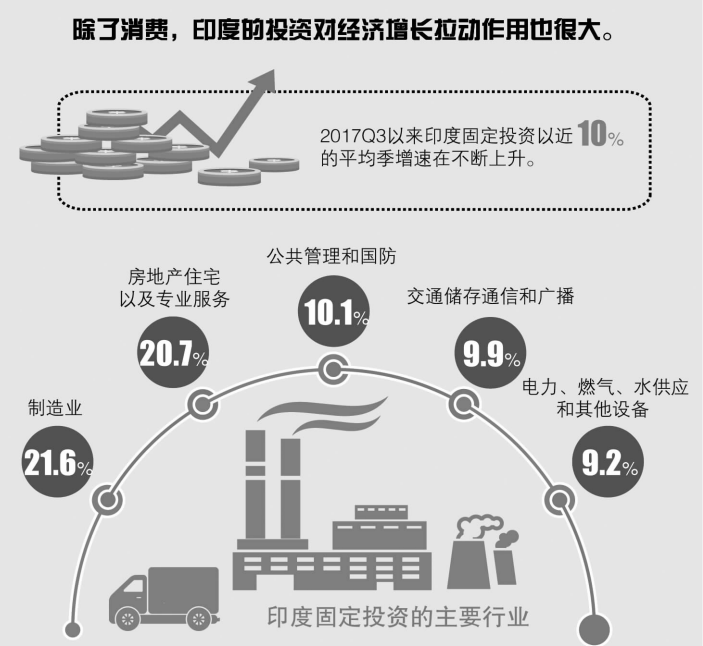 除了消费，印度的投资对经济增长拉动作用也很大。
2017Q3以来印度固定投资以近10%
的平均季增速在不断上升。
公共管理和国防
10.1%
房地产住宅
以及专业服务
20.7%
交通储存通信和广播
9.9%
制造业
21.6%
电力、燃气、水供应
和其他设备
9.2%
印度固定投资的主要行业